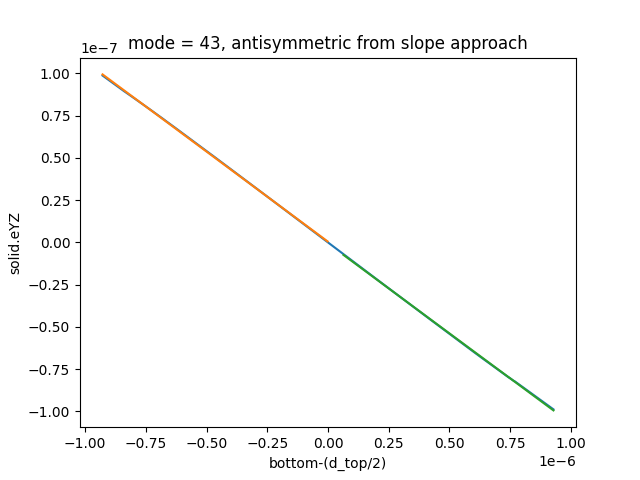 1e−7
mode = 43, antisymmetric from slope approach
1.00
0.75
0.50
0.25
0.00
−0.25
−0.50
−0.75
−1.00
solid.eYZ
−1.00 −0.75 −0.50 −0.25 0.00 0.25 0.50 0.75 1.00
bottom-(d_top/2)
1e−6